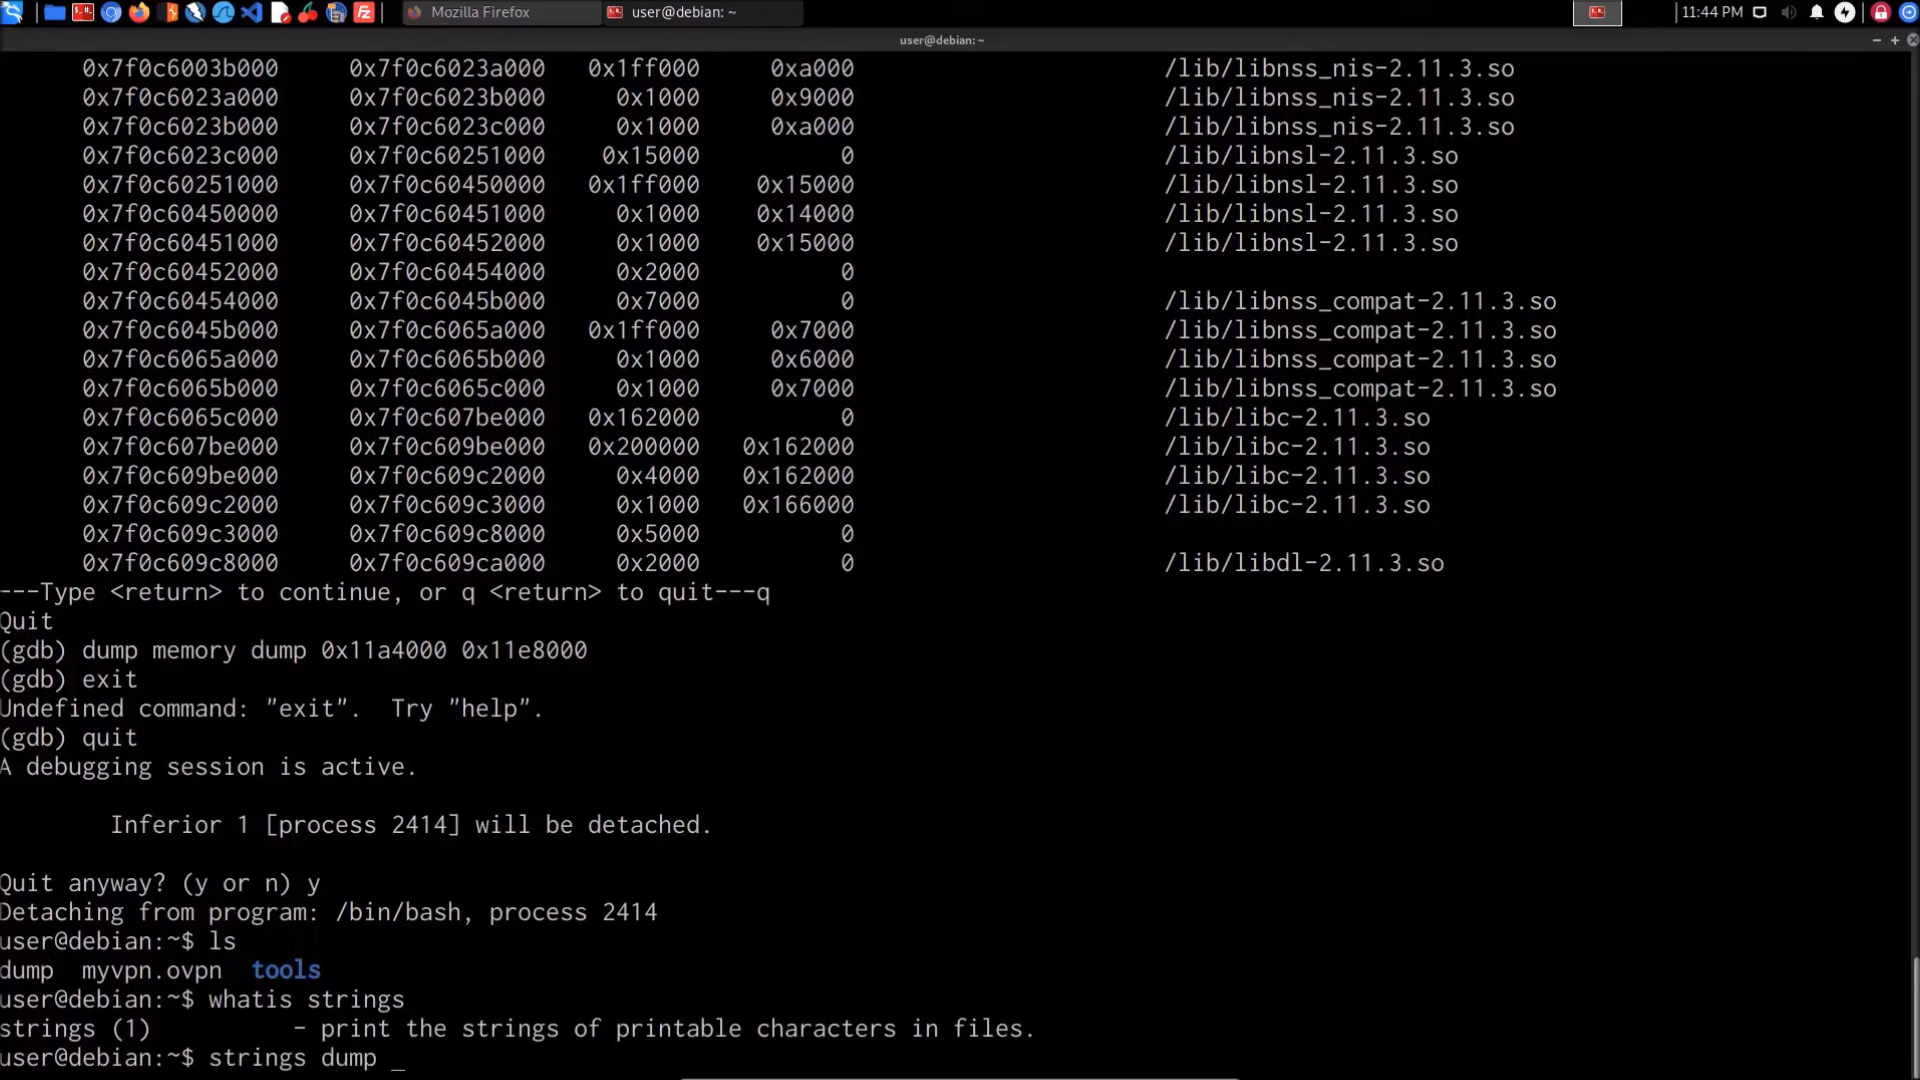 Mozilla Firefox
user@debian: ~
11:44 PM
user@debian:~
0x7f0c6003b000 0x7f0c6023a000 0x1ff000 0xa000 /lib/libnss_nis-2.11.3.so
0x7f0c6023a000 0x7f0c6023b000 0x1000 0x9000 /lib/libnss_nis-2.11.3.so
0x7f0c6023b000 0x7f0c6023c000 0x1000 0xa000 /lib/libnss_nis-2.11.3.so
0x7f0c6023c000 0x7f0c60251000 0x15000 0 /lib/libnsl-2.11.3.so
0x7f0c60251000 0x7f0c60450000 0x1ff000 0x15000 /lib/libnsl-2.11.3.so
0x7f0c60450000 0x7f0c60451000 0x1000 0x14000 /lib/libnsl-2.11.3.so
0x7f0c60451000 0x7f0c60452000 0x1000 0x15000 /lib/libnsl-2.11.3.so
0x7f0c60452000 0x7f0c60454000 0x2000 0
0x7f0c60454000 0x7f0c6045b000 0x7000 0 /lib/libnss_compat-2.11.3.so
0x7f0c6045b000 0x7f0c6065a000 0x1ff000 0x7000 /lib/libnss_compat-2.11.3.so
0x7f0c6065a000 0x7f0c6065b000 0x1000 0x6000 /lib/libnss_compat-2.11.3.so
0x7f0c6065b000 0x7f0c6065c000 0x1000 0x7000 /lib/libnss_compat-2.11.3.so
0x7f0c6065c000 0x7f0c607be000 0x162000 0 /lib/libc-2.11.3.so
0x7f0c607be000 0x7f0c609be000 0x200000 0x162000 /lib/libc-2.11.3.so
0x7f0c609be000 0x7f0c609c2000 0x4000 0x162000 /lib/libc-2.11.3.so
0x7f0c609c2000 0x7f0c609c3000 0x1000 0x166000 /lib/libc-2.11.3.so
0x7f0c609c3000 0x7f0c609c8000 0x5000 0
0x7f0c609c8000 0x7f0c609ca000 0x2000 0 /lib/libdl-2.11.3.so
---Type <return> to continue, or q <return> to quit---q
Quit
(gdb) dump memory dump 0x11a4000 0x11e8000
(gdb) exit
Undefined command: "exit".  Try "help".
(gdb) quit
A debugging session is active.
Inferior 1 [process 2414] will be detached.
Quit anyway? (y or n) y
Detaching from program: /bin/bash, process 2414
user@debian:~$ ls
dump  myvpn.ovpn  tools
user@debian:~$ whatis strings
strings (1)          - print the strings of printable characters in files.
user@debian:~$ strings dump _